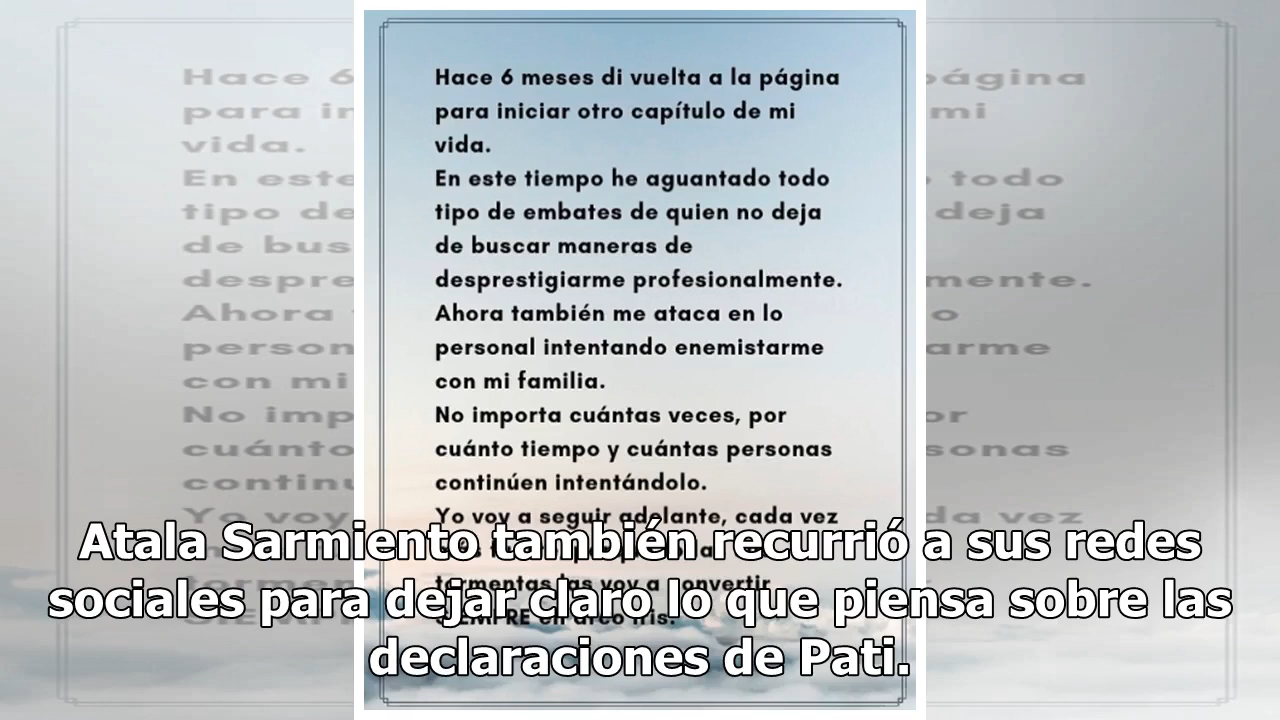 Hace 6 meses di vuelta a la página
para iniciar otro capítulo de mi
vida.
En este tiempo he aguantado todo
tipo de embates de quien no deja
de buscar maneras de
desprestigiarme profesionalmente.
Ahora también me ataca en lo
personal intentando enemistarme
con mi familia.
No importa cuántas veces, por
cuánto tiempo y cuántas personas
continúen intentándolo.
Yo voy a seguir adelante, cada vez
tormentas las voy a convertir
SIEMPRE en arco iris.
Atala Sarmiento también recurrió a sus redes
sociales para dejar claro lo que piensa sobre las
declaraciones de Pati.